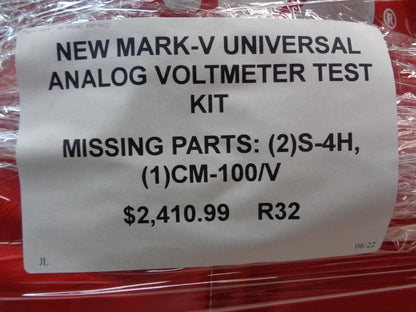 NEW MARK-V UNIVERSAL
ANALOG VOLTMETER TEST
KIT
MISSING PARTS: (2)S-4H,
(1)CM-100/V
$2,410.99 R32
JL 06/22
®